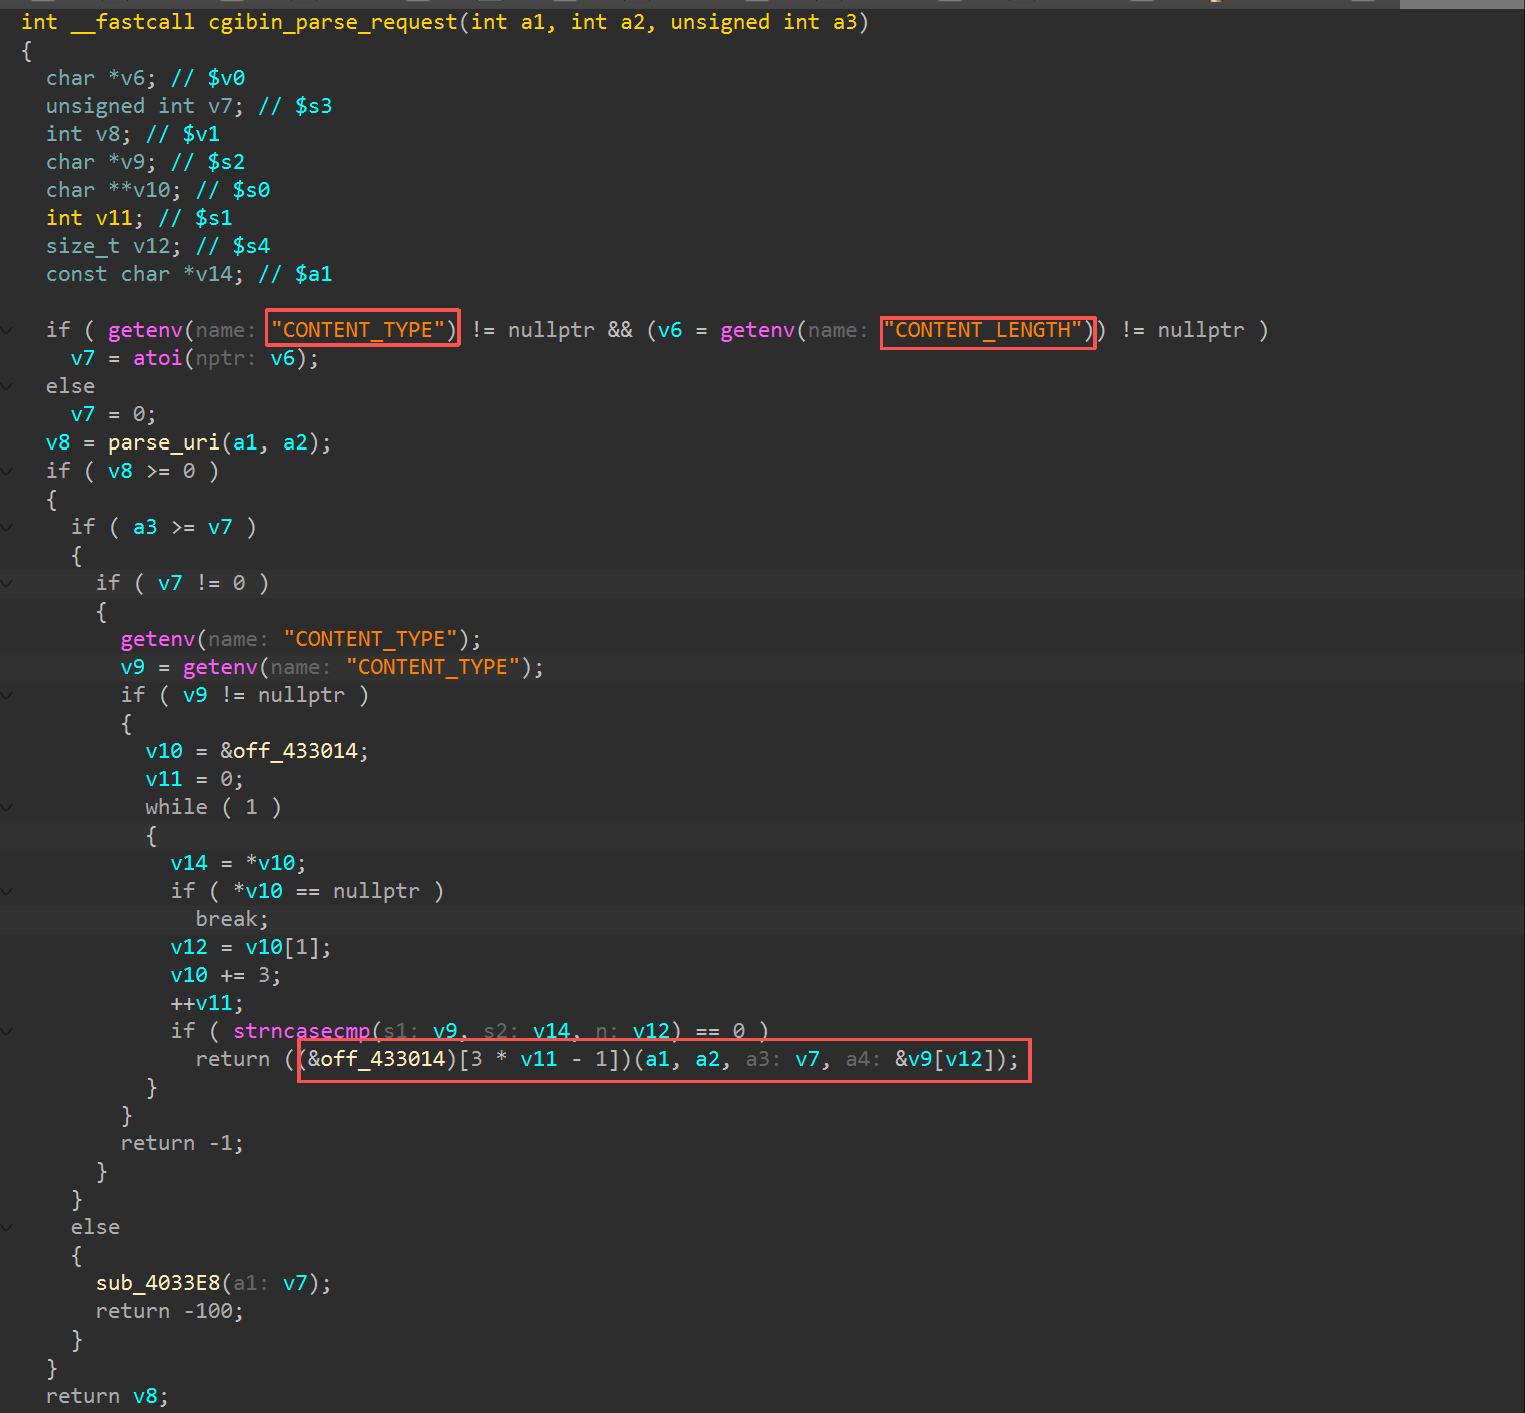 int __fastcall cgibin_parse_request(int a1, int a2, unsigned int a3)
{
  char *v6; // $v0
  unsigned int v7; // $s3
  int v8; // $v1
  char *v9; // $s2
  char **v10; // $s0
  int v11; // $s1
  size_t v12; // $s4
  const char *v14; // $a1

  if ( getenv(name: "CONTENT_TYPE") != nullptr && (v6 = getenv(name: "CONTENT_LENGTH")) != nullptr )
    v7 = atoi(nptr: v6);
  else
    v7 = 0;
  v8 = parse_uri(a1, a2);
  if ( v8 >= 0 )
  {
    if ( a3 >= v7 )
    {
      if ( v7 != 0 )
      {
        getenv(name: "CONTENT_TYPE");
        v9 = getenv(name: "CONTENT_TYPE");
        if ( v9 != nullptr )
        {
          v10 = &off_433014;
          v11 = 0;
          while ( 1 )
          {
            v14 = *v10;
            if ( *v10 == nullptr )
              break;
            v12 = v10[1];
            v10 += 3;
            ++v11;
            if ( strncasecmp(s1: v9, s2: v14, n: v12) == 0 )
              return ((&off_433014)[3 * v11 - 1])(a1, a2, a3: v7, a4: &v9[v12]);
          }
        }
        return -1;
      }
    }
    else
    {
      sub_4033E8(a1: v7);
      return -100;
    }
  }
  return v8;